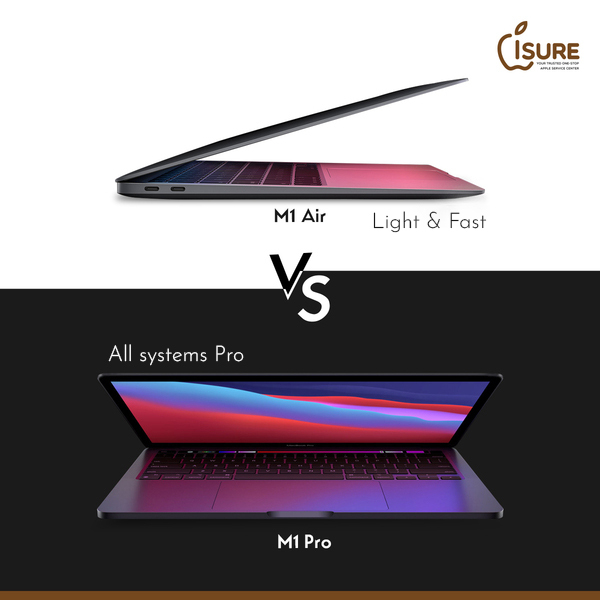 iSURE
YOUR TRUSTED ONE-STOP
APPLE SERVICE CENTER
M1 Air
Light & Fast
VS
All systems Pro
M1 Pro